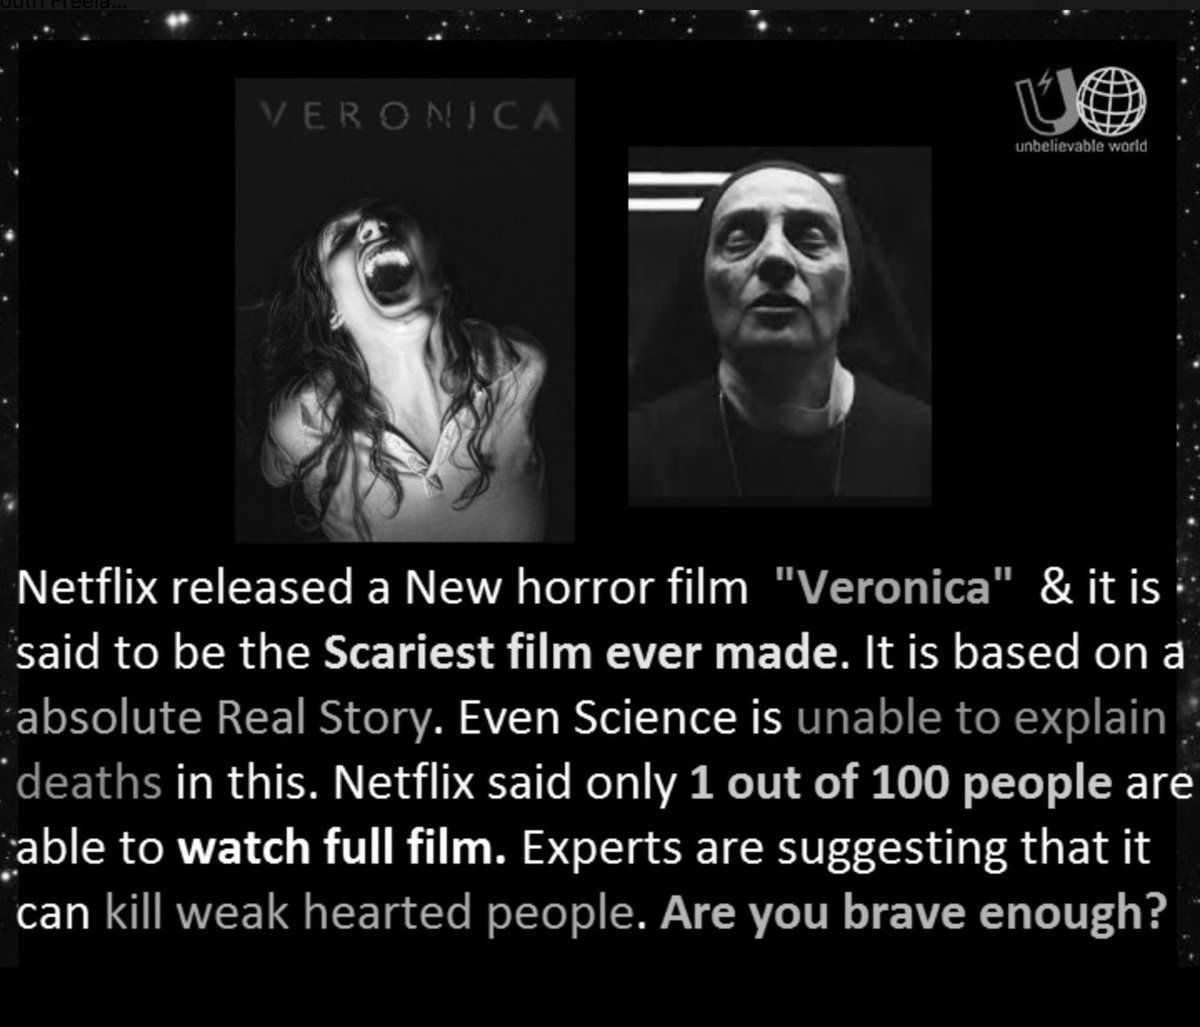 VERONICA
UO
unbelievable world
Netflix released a New horror film "Veronica" & it is
said to be the Scariest film ever made. It is based on a
absolute Real Story. Even Science is unable to explain
deaths in this. Netflix said only 1 out of 100 people are
able to watch full film. Experts are suggesting that it
can kill weak hearted people. Are you brave enough?